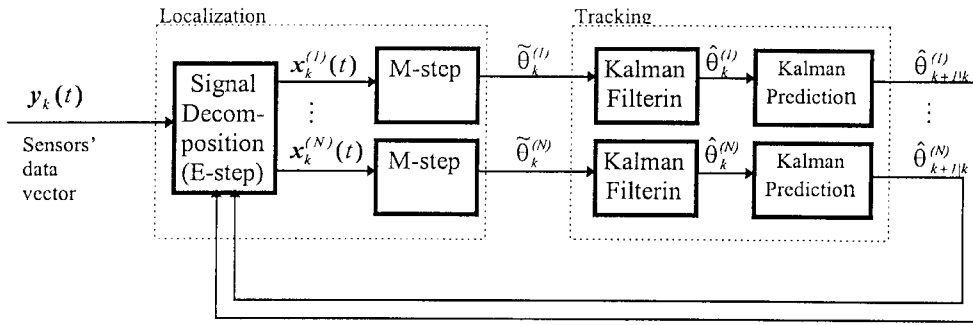 Localization
Tracking
y_k(t)
Sensors'
data
vector
Signal
Decom-
position
(E-step)
x_k^{(1)}(t)
⋮
x_k^{(N)}(t)
M-step
M-step
θ̃_k^{(1)}
⋮
θ̃_k^{(N)}
Kalman
Filterin
Kalman
Filterin
θ̂_k^{(1)}
⋮
θ̂_k^{(N)}
Kalman
Prediction
Kalman
Prediction
θ̂_{k+1|k}^{(1)}
⋮
θ̂_{k+1|k}^{(N)}